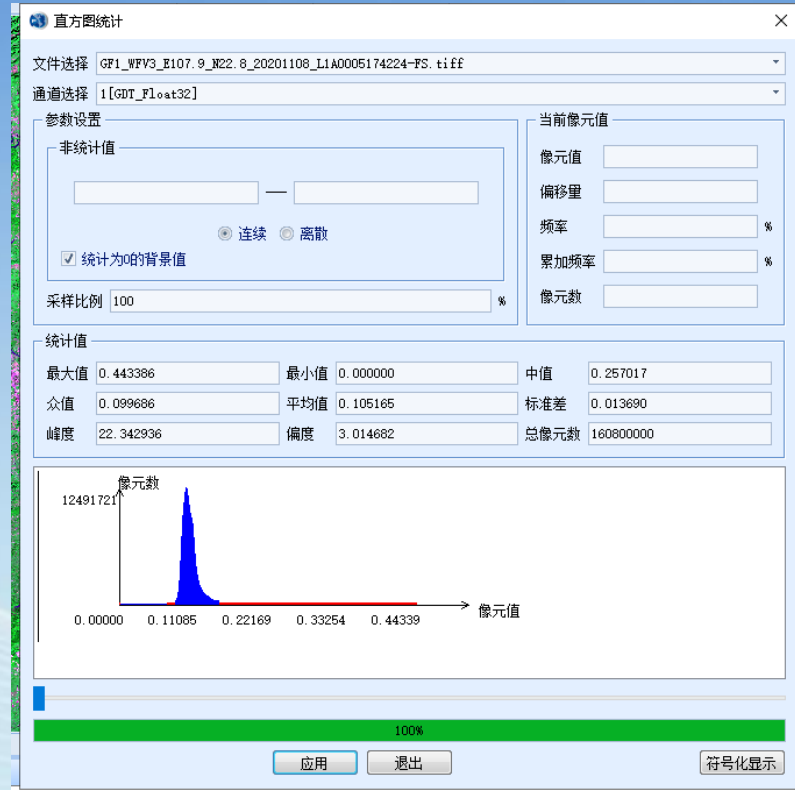 直方图统计
文件选择 GF1_WFV3_E107.9_N22.8_20201108_L1A0005174224-FS.tiff
通道选择 1[GDT_Float32]
参数设置
非统计值
—
连续 离散
统计为0的背景值
采样比例 100 %
当前像元值
像元值
偏移量
频率 %
累加频率 %
像元数
统计值
最大值 0.443386 最小值 0.000000 中值 0.257017
众值 0.099686 平均值 0.105165 标准差 0.013690
峰度 22.342936 偏度 3.014682 总像元数 160800000
像元数
12491721
0.00000 0.11085 0.22169 0.33254 0.44339 像元值
100%
应用 退出 符号化显示